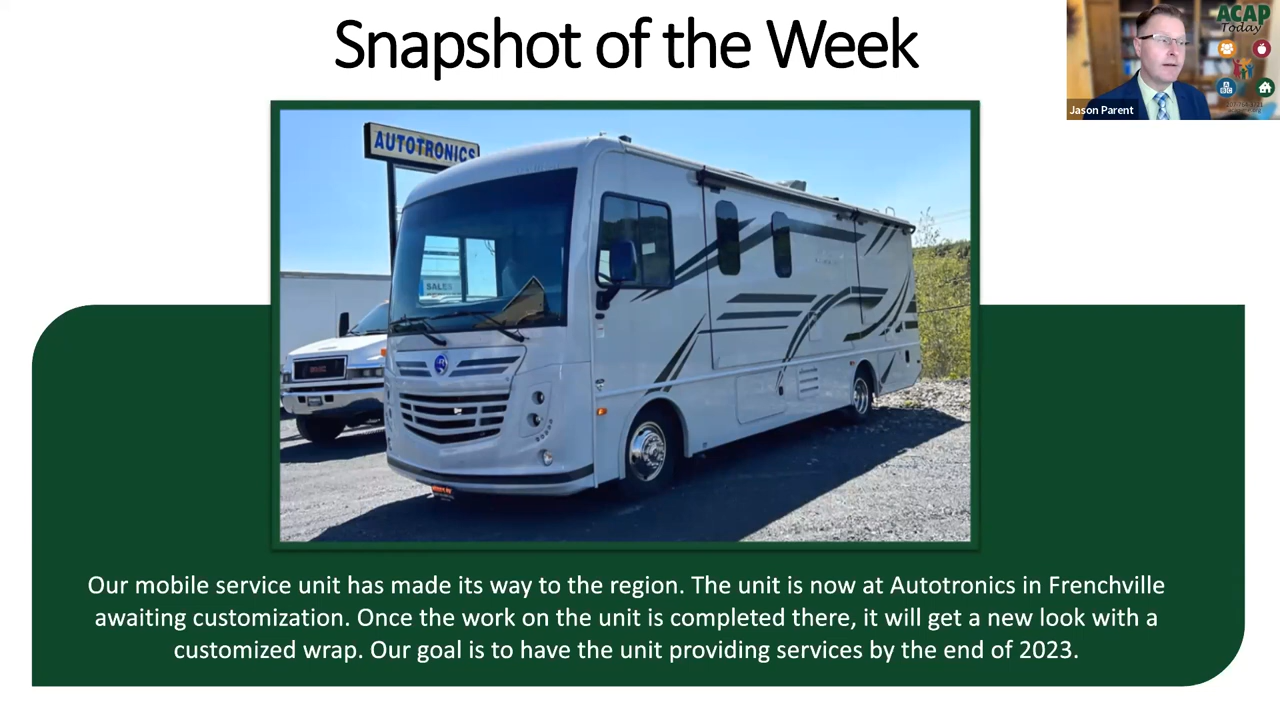 Snapshot of the Week
ACAP
Today
Jason Parent
AUTOTRONICS
SALES
Our mobile service unit has made its way to the region. The unit is now at Autotronics in Frenchville
awaiting customization. Once the work on the unit is completed there, it will get a new look with a
customized wrap. Our goal is to have the unit providing services by the end of 2023.